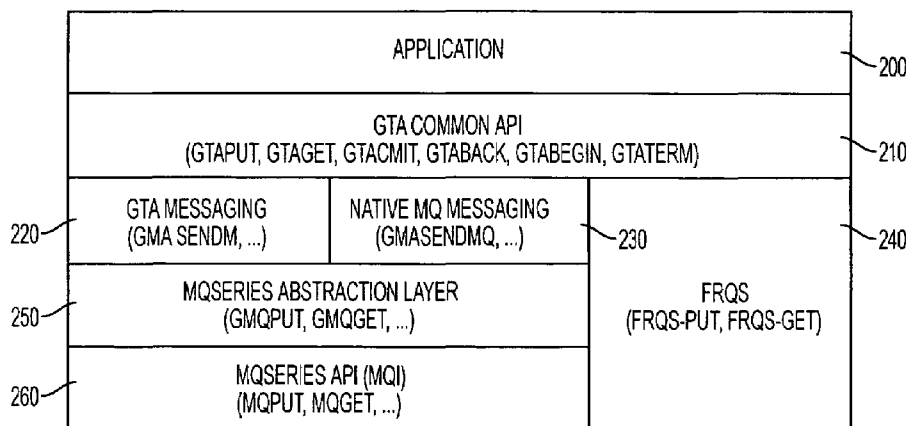 APPLICATION
200
GTA COMMON API
(GTAPUT, GTAGET, GTACMIT, GTABACK, GTABEGIN, GTATERM)
210
GTA MESSAGING
(GMA SENDM, ...)
220
NATIVE MQ MESSAGING
(GMASENDMQ, ...)
230
240
FRQS
(FRQS-PUT, FRQS-GET)
MQSERIES ABSTRACTION LAYER
(GMQPUT, GMQGET, ...)
250
MQSERIES API (MQI)
(MQPUT, MQGET, ...)
260